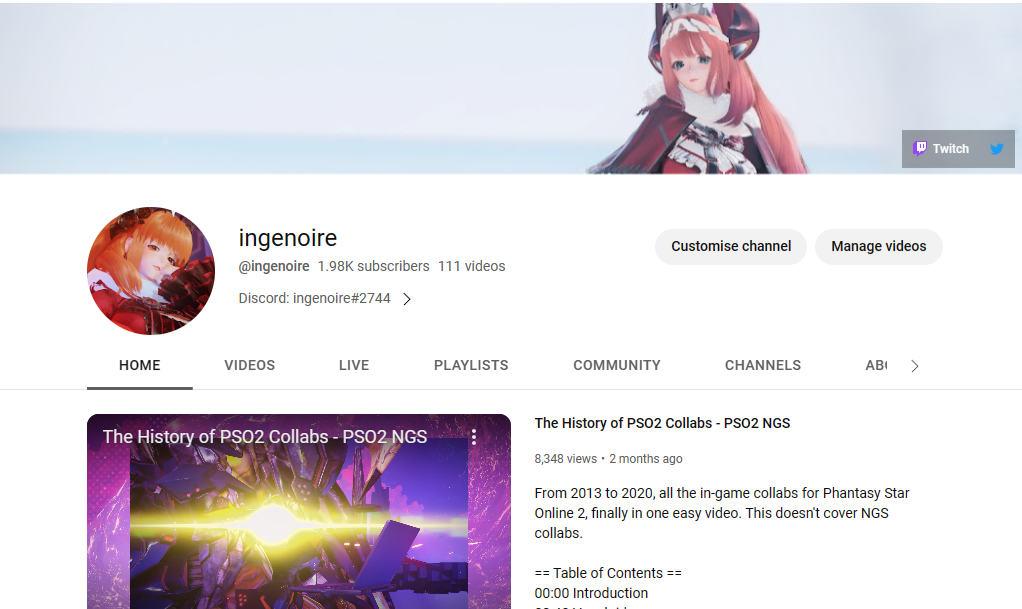 Twitch
ingenoire
@ingenoire 1.98K subscribers 111 videos
Discord: ingenoire#2744
Customise channel
Manage videos
HOME
VIDEOS
LIVE
PLAYLISTS
COMMUNITY
CHANNELS
The History of PSO2 Collabs - PSO2 NGS
The History of PSO2 Collabs - PSO2 NGS
8,348 views • 2 months ago
From 2013 to 2020, all the in-game collabs for Phantasy Star
Online 2, finally in one easy video. This doesn't cover NGS
collabs.
== Table of Contents ==
00:00 Introduction